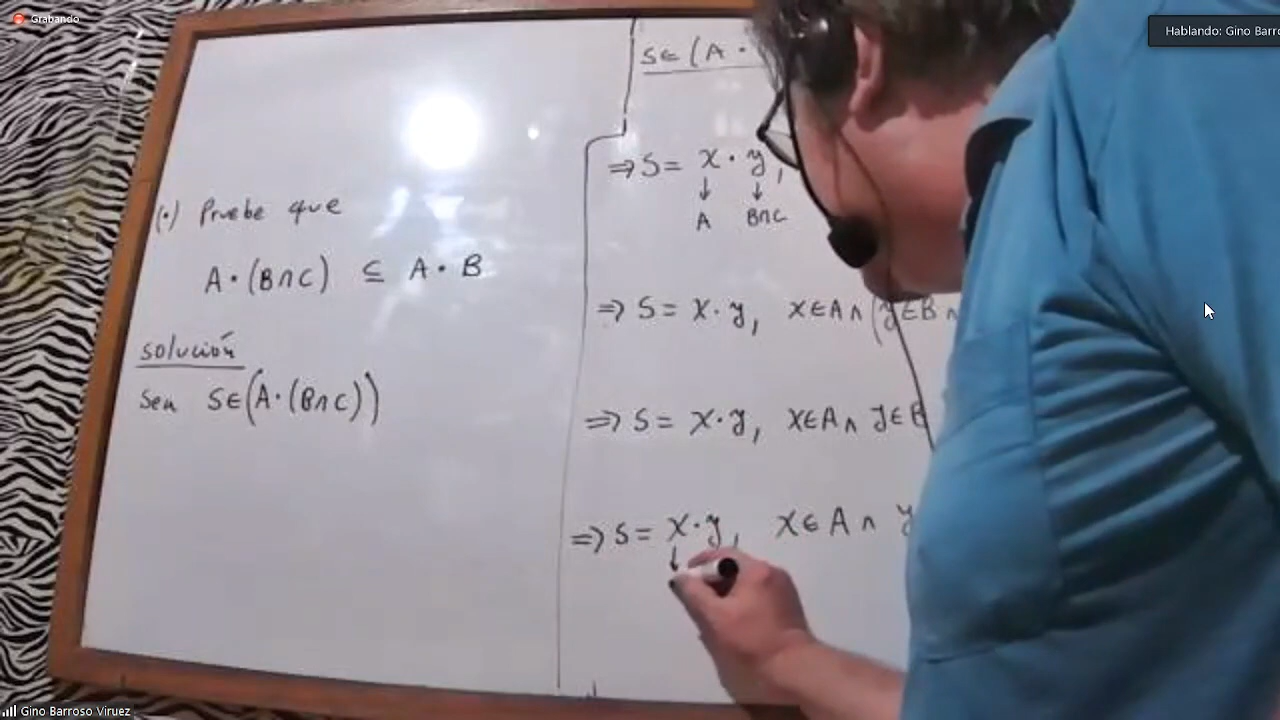 Grabando
Hablando: Gino Barro
(•) Pruebe que
A•(B∩C) ⊆ A•B
solución
Sea S∈(A•(B∩C))
S∈(A•
⇒ S = x•y,
↓ ↓
A B∩C
⇒ S = x•y, x∈A ∧ (y∈B ∧
⇒ S = x•y, x∈A ∧ y∈B
⇒ S = x•y, x∈A ∧ y
↓
Gino Barroso Viruez